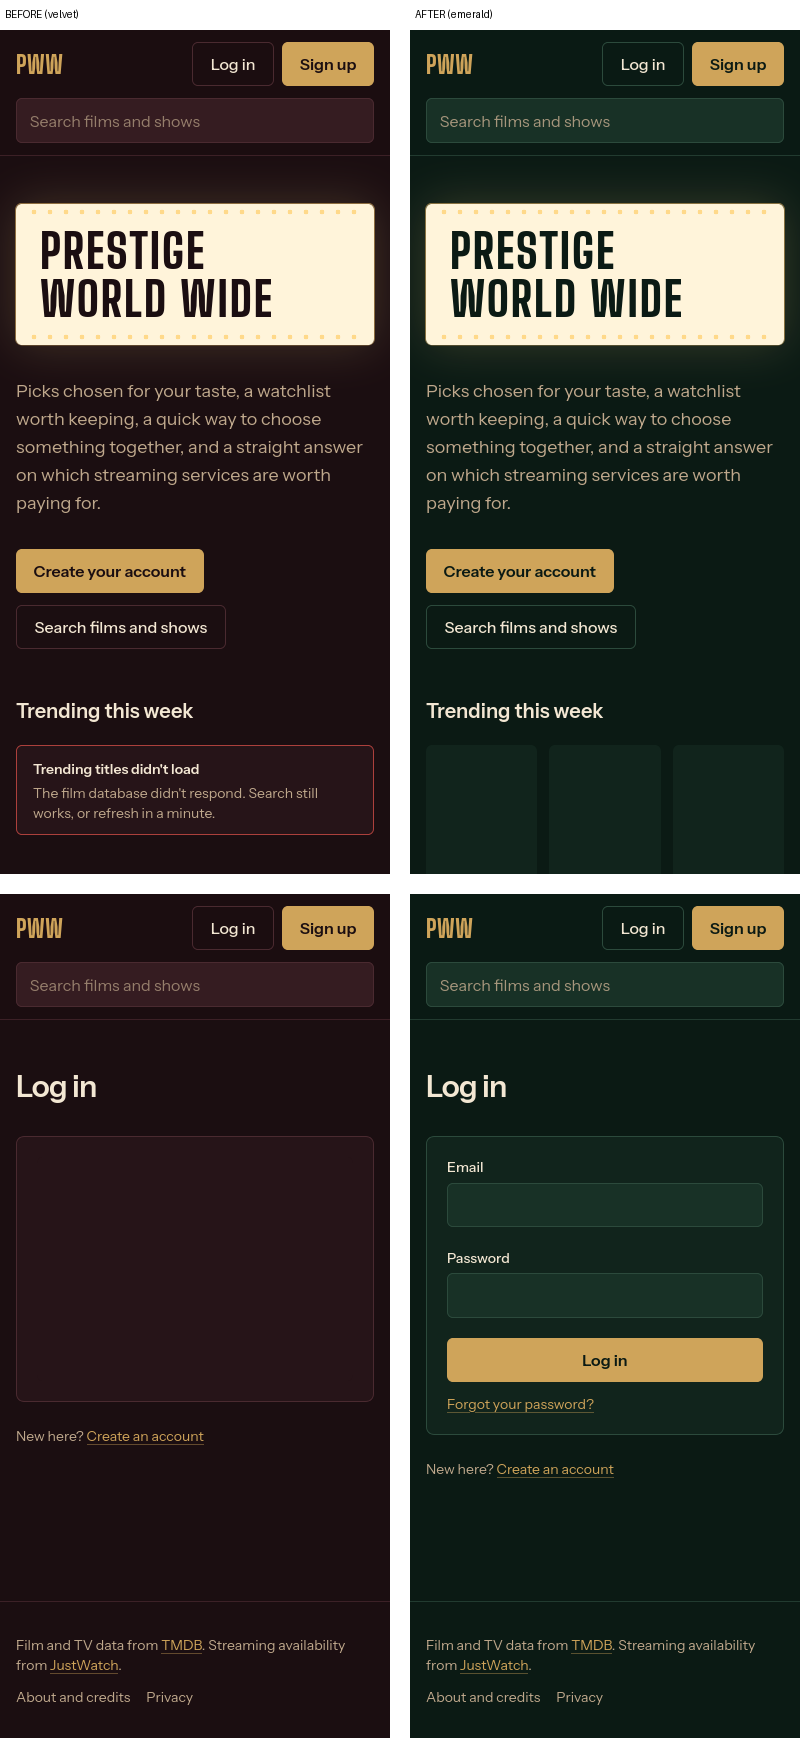 BEFORE (velvet)
PWW
Log in
Sign up
Search films and shows
PRESTIGE
WORLD WIDE
Picks chosen for your taste, a watchlist
worth keeping, a quick way to choose
something together, and a straight answer
on which streaming services are worth
paying for.
Create your account
Search films and shows
Trending this week
Trending titles didn't load
The film database didn't respond. Search still
works, or refresh in a minute.
AFTER (emerald)
PWW
Log in
Sign up
Search films and shows
PRESTIGE
WORLD WIDE
Picks chosen for your taste, a watchlist
worth keeping, a quick way to choose
something together, and a straight answer
on which streaming services are worth
paying for.
Create your account
Search films and shows
Trending this week
PWW
Log in
Sign up
Search films and shows
Log in
New here? Create an account
Film and TV data from TMDB. Streaming availability
from JustWatch.
About and credits
Privacy
PWW
Log in
Sign up
Search films and shows
Log in
Email
Password
Log in
Forgot your password?
New here? Create an account
Film and TV data from TMDB. Streaming availability
from JustWatch.
About and credits
Privacy